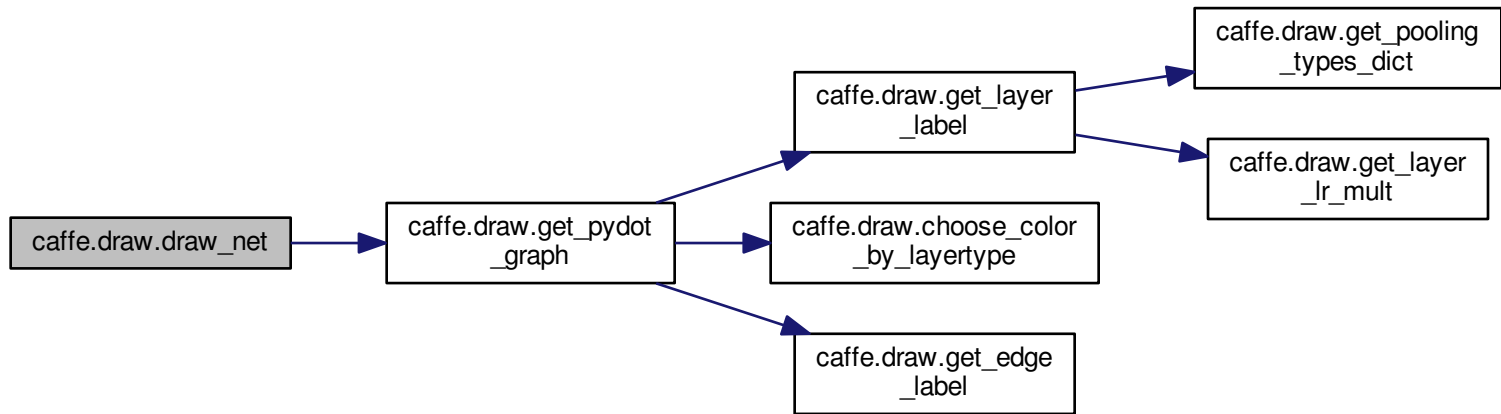 caffe.draw.draw_net
caffe.draw.get_pydot
_graph
caffe.draw.get_layer
_label
caffe.draw.choose_color
_by_layertype
caffe.draw.get_edge
_label
caffe.draw.get_pooling
_types_dict
caffe.draw.get_layer
_lr_mult